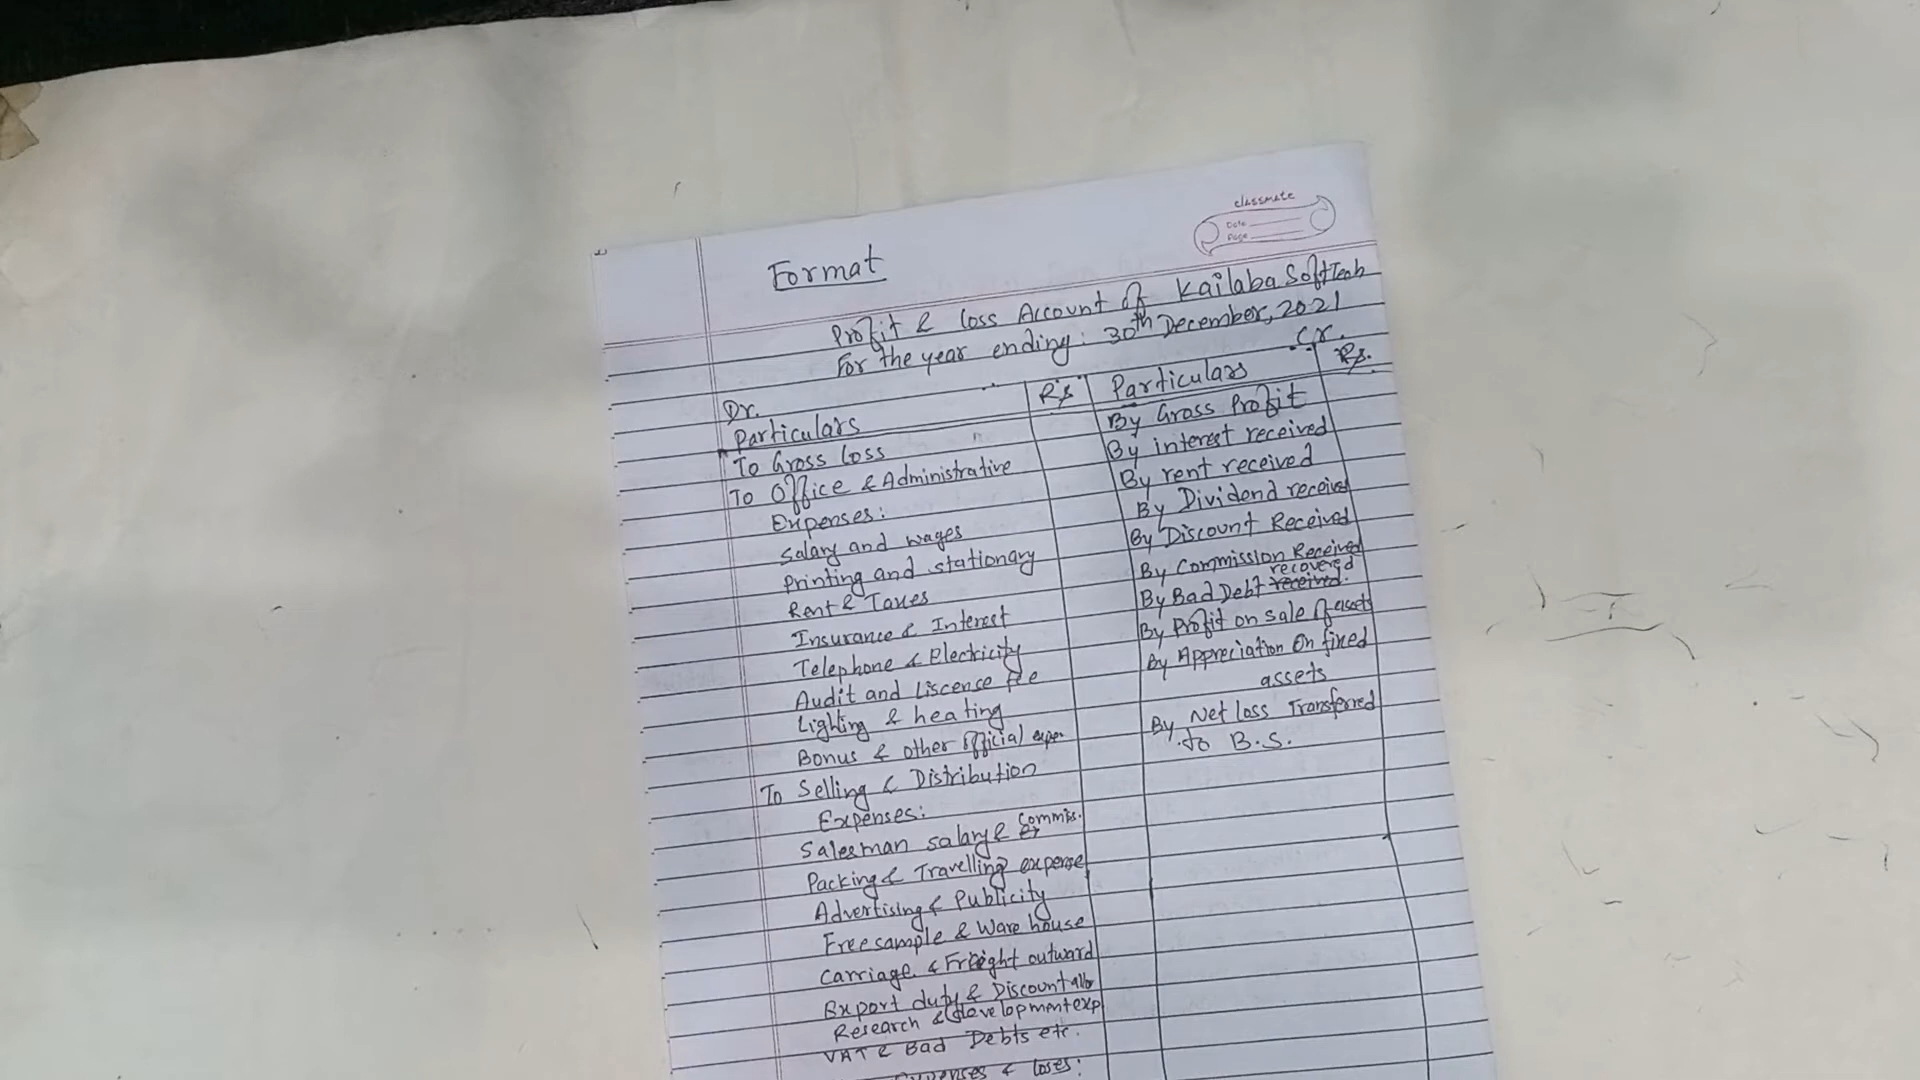 classmate
Date
Page
Format
Profit & Loss Account of Kailaba SoftTech
For the year ending: 30th December, 2021
Dr.
Cr.
Particulars
Rs
Particulars
Rs.
To Gross Loss
To Office & Administrative
Expenses:
Salary and wages
Printing and stationary
Rent & Taxes
Insurance & Interest
Telephone & Electricity
Audit and Liscense fee
Lighting & heating
Bonus & other official expen
To Selling & Distribution
Expenses:
Salesman salary & Commiss.
Packing & Travelling expense
Advertising & Publicity
Free sample & Ware house
Carriage & Freight outward
Export duty & Discount allo
Research & development exp
VAT & Bad Debts etc.
Expenses & Loses:
By Gross Profit
By interest received
By rent received
By Dividend received
By Discount Received
By Commission Received
recovered
By Bad Debt received.
By Profit on sale of assets
By Appreciation On fixed
assets
By Net loss Transferred
to B.S.